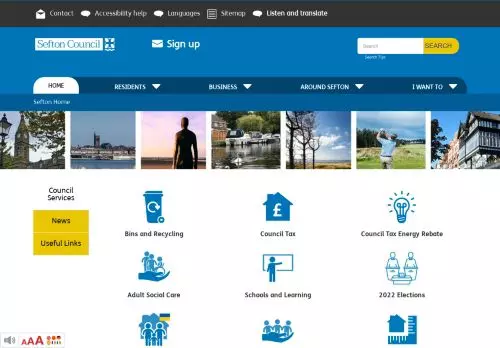 Contact
Accessibility help
Languages
Sitemap
Listen and translate
Sefton Council
Sign up
Search
SEARCH
Search Tips
HOME
RESIDENTS
BUSINESS
AROUND SEFTON
I WANT TO
Sefton Home
Council
Services
News
Useful Links
Bins and Recycling
£
Council Tax
Council Tax Energy Rebate
Adult Social Care
Schools and Learning
2022 Elections
AAA